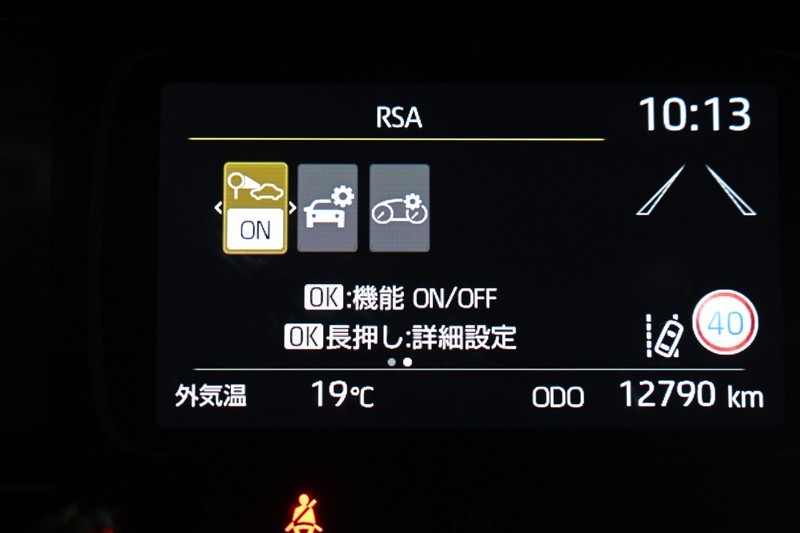 RSA
10:13
ON
OK:機能 ON/OFF
OK長押し:詳細設定
40
外気温 19℃ ODO 12790 km